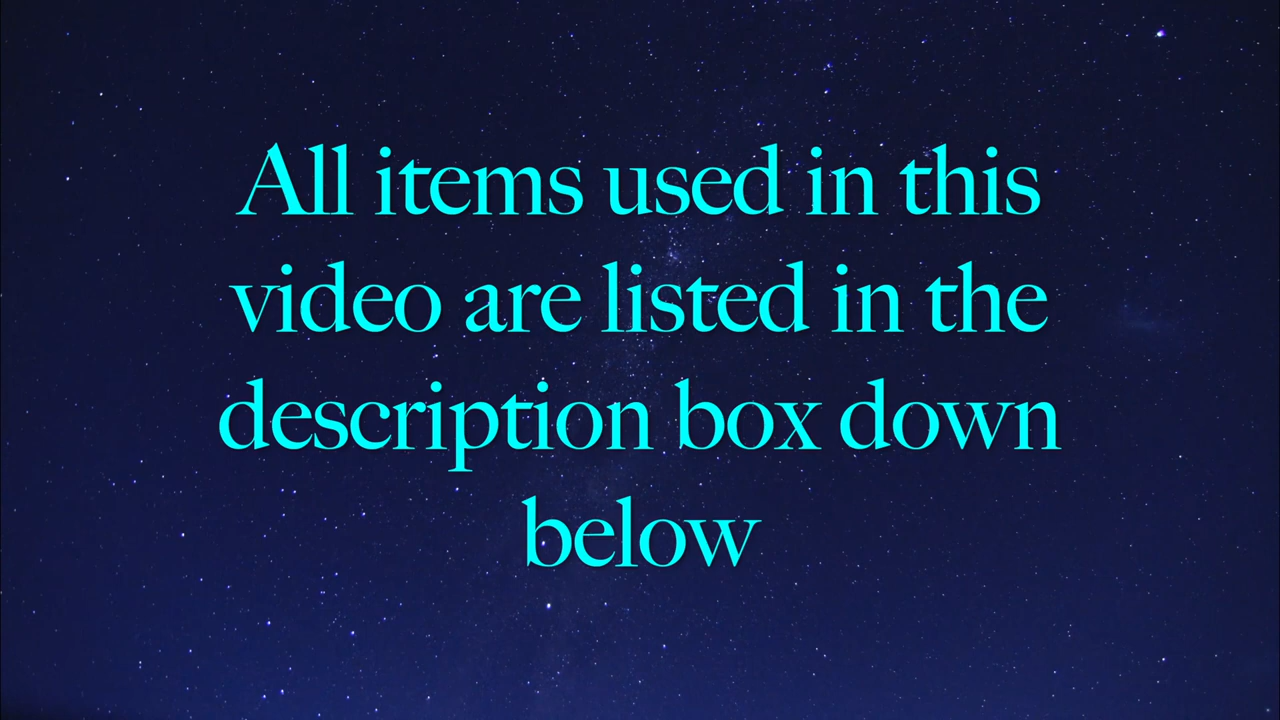 All items used in this
video are listed in the
description box down
below